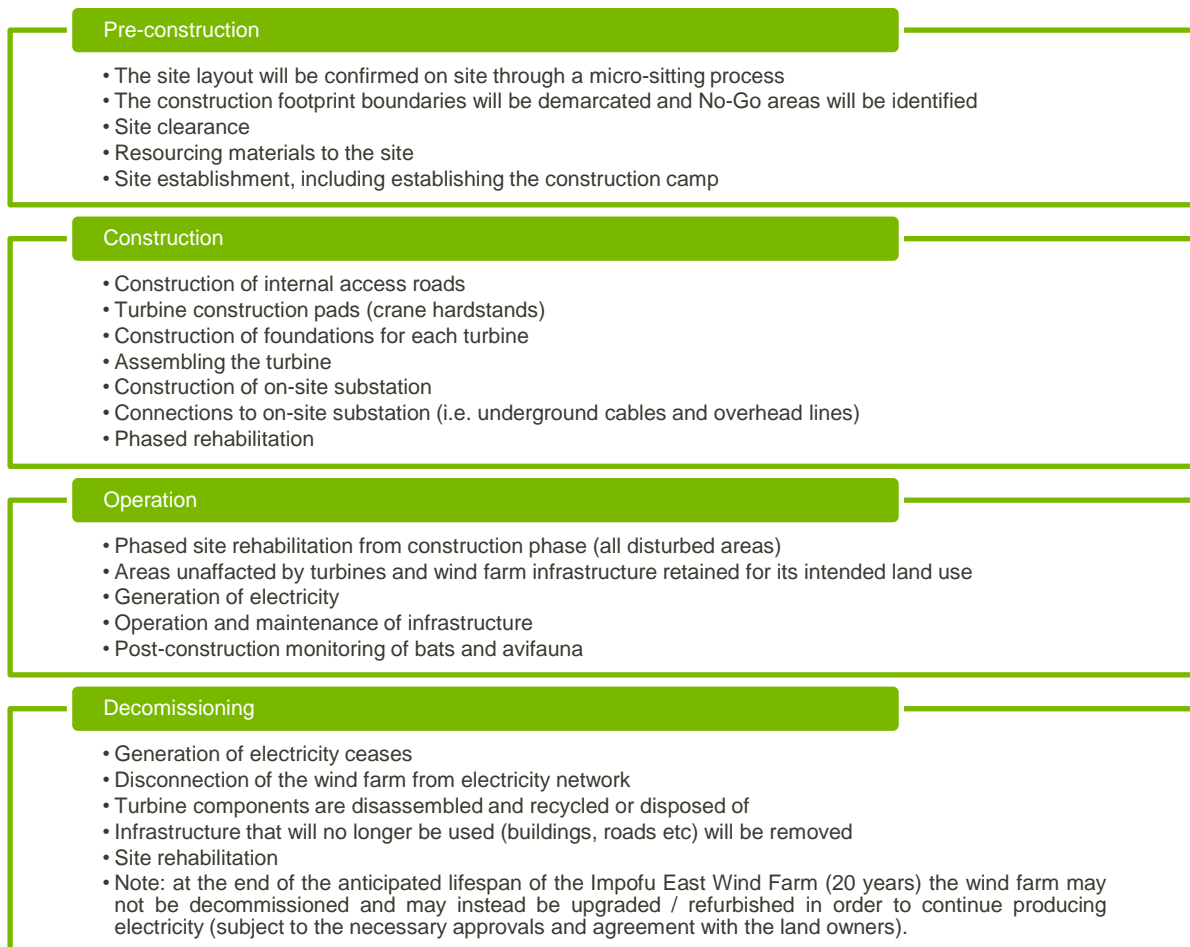 Pre-construction
• The site layout will be confirmed on site through a micro-sitting process
• The construction footprint boundaries will be demarcated and No-Go areas will be identified
• Site clearance
• Resourcing materials to the site
• Site establishment, including establishing the construction camp
Construction
• Construction of internal access roads
• Turbine construction pads (crane hardstands)
• Construction of foundations for each turbine
• Assembling the turbine
• Construction of on-site substation
• Connections to on-site substation (i.e. underground cables and overhead lines)
• Phased rehabilitation
Operation
• Phased site rehabilitation from construction phase (all disturbed areas)
• Areas unaffacted by turbines and wind farm infrastructure retained for its intended land use
• Generation of electricity
• Operation and maintenance of infrastructure
• Post-construction monitoring of bats and avifauna
Decomissioning
• Generation of electricity ceases
• Disconnection of the wind farm from electricity network
• Turbine components are disassembled and recycled or disposed of
• Infrastructure that will no longer be used (buildings, roads etc) will be removed
• Site rehabilitation
• Note: at the end of the anticipated lifespan of the Impofu East Wind Farm (20 years) the wind farm may
not be decommissioned and may instead be upgraded / refurbished in order to continue producing
electricity (subject to the necessary approvals and agreement with the land owners).